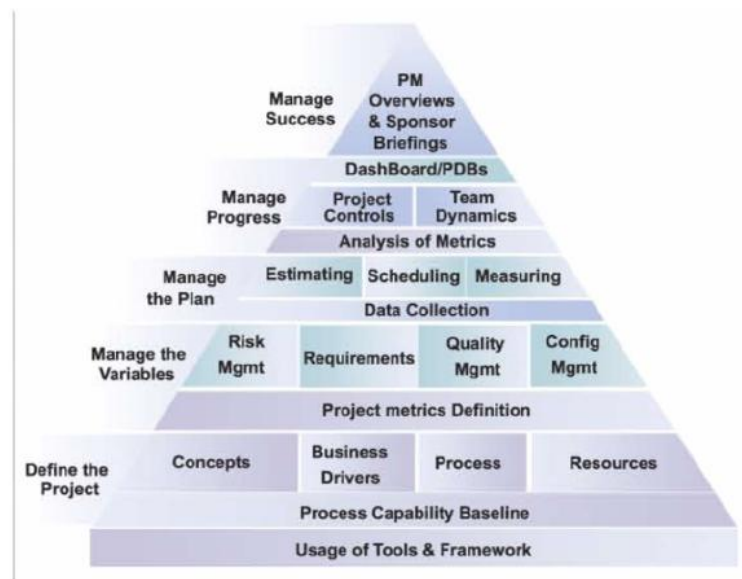 Manage
Success
PM
Overviews
& Sponsor
Briefings
DashBoard/PDBs
Manage
Progress
Project
Controls
Team
Dynamics
Analysis of Metrics
Manage
the Plan
Estimating
Scheduling
Measuring
Data Collection
Manage the
Variables
Risk
Mgmt
Requirements
Quality
Mgmt
Config
Mgmt
Project metrics Definition
Define the
Project
Concepts
Business
Drivers
Process
Resources
Process Capability Baseline
Usage of Tools & Framework